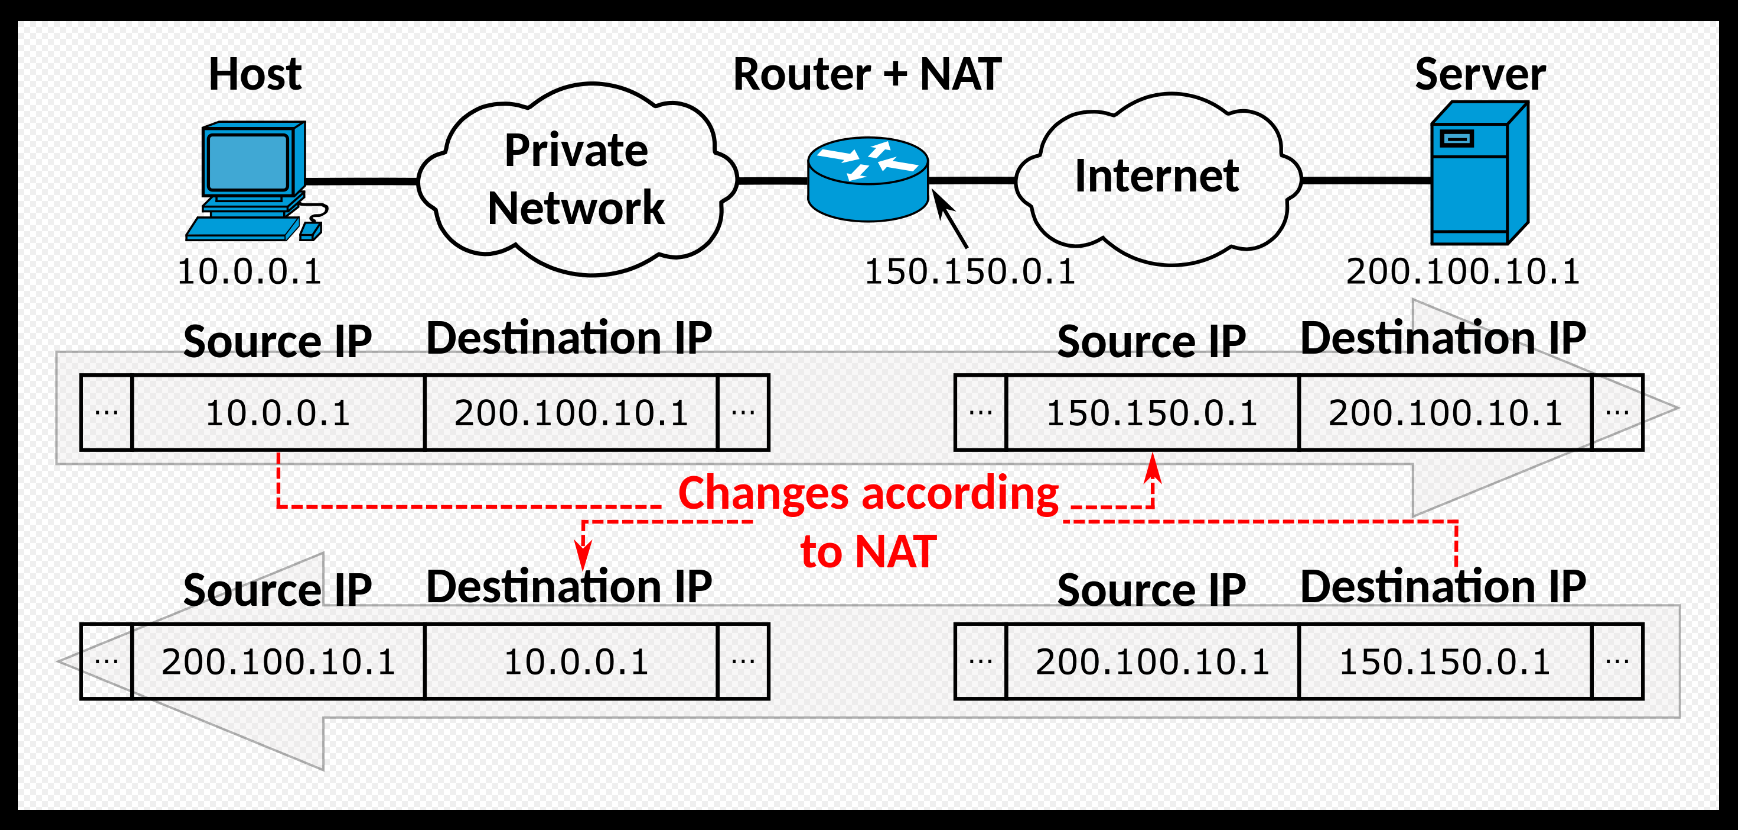 Host
Router + NAT
Server
Private
Network
Internet
10.0.0.1
150.150.0.1
200.100.10.1
Source IP Destination IP
Source IP Destination IP
... 10.0.0.1 200.100.10.1 ...
... 150.150.0.1 200.100.10.1 ...
Changes according
to NAT
Source IP Destination IP
Source IP Destination IP
... 200.100.10.1 10.0.0.1 ...
... 200.100.10.1 150.150.0.1 ...